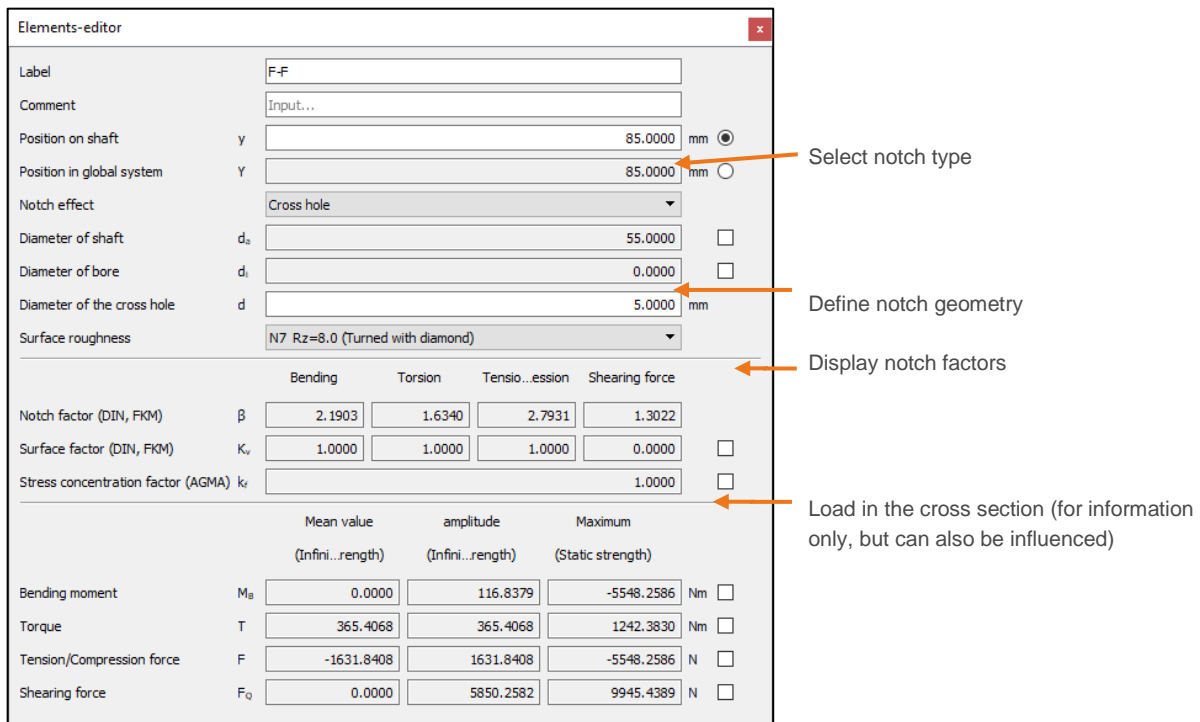 Elements-editor x
Label F-F
Comment Input...
Position on shaft y 85.0000 mm
Select notch type
Position in global system Y 85.0000 mm
Notch effect Cross hole
Diameter of shaft dₐ 55.0000
Diameter of bore dᵢ 0.0000
Define notch geometry
Diameter of the cross hole d 5.0000 mm
Surface roughness N7 Rz=8.0 (Turned with diamond)
Display notch factors
Bending Torsion Tensio...ession Shearing force
Notch factor (DIN, FKM) β 2.1903 1.6340 2.7931 1.3022
Surface factor (DIN, FKM) Kᵥ 1.0000 1.0000 1.0000 0.0000
Stress concentration factor (AGMA) kf 1.0000
Load in the cross section (for information
only, but can also be influenced)
Mean value amplitude Maximum
(Infini...rength) (Infini...rength) (Static strength)
Bending moment MB 0.0000 116.8379 -5548.2586 Nm
Torque T 365.4068 365.4068 1242.3830 Nm
Tension/Compression force F -1631.8408 1631.8408 -5548.2586 N
Shearing force FQ 0.0000 5850.2582 9945.4389 N